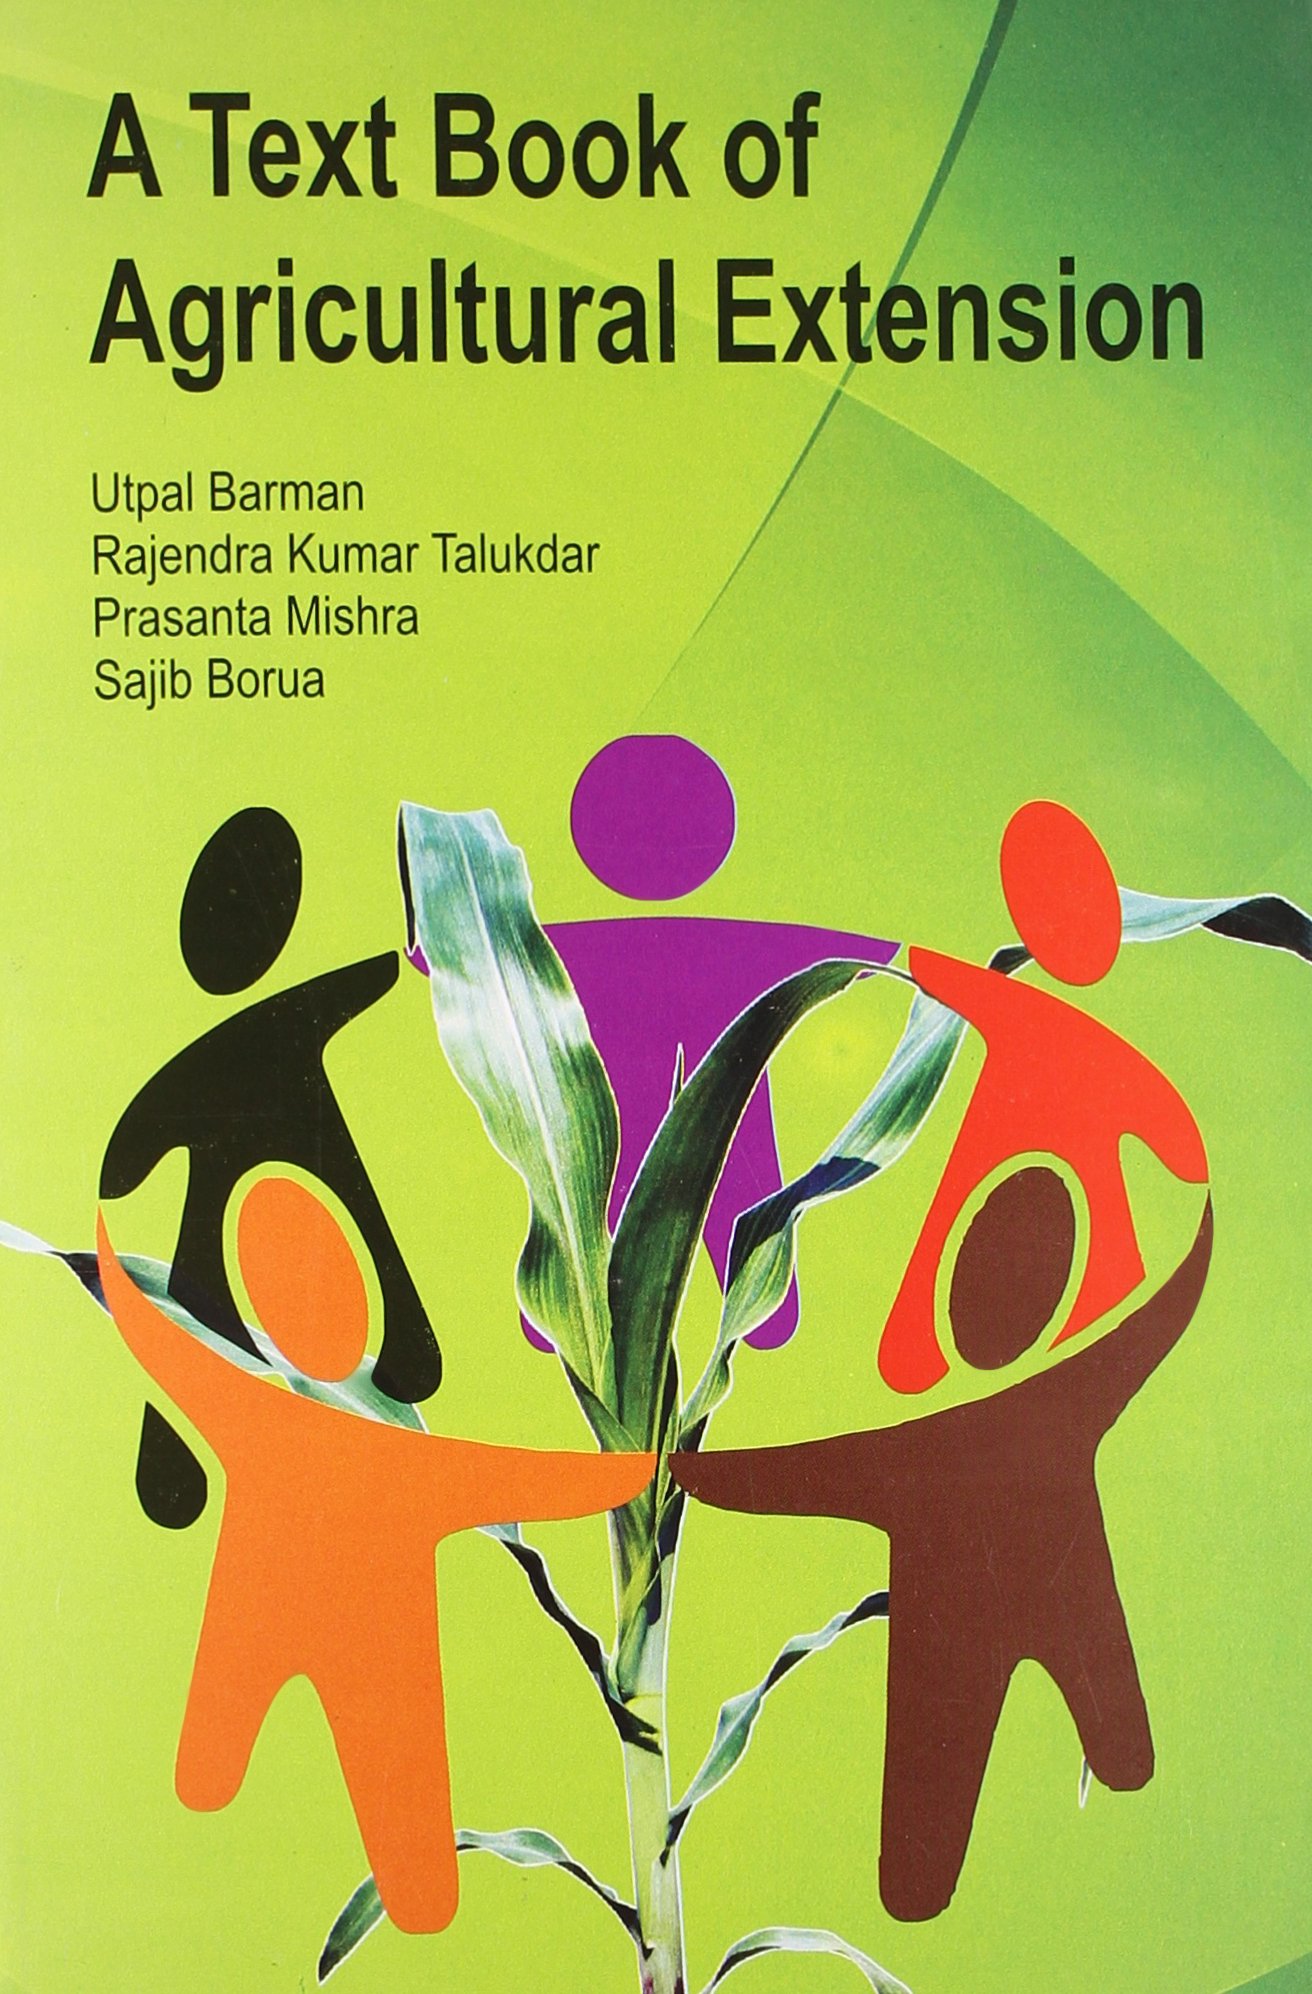 A Text Book of
Agricultural Extension
Utpal Barman
Rajendra Kumar Talukdar
Prasanta Mishra
Sajib Borua